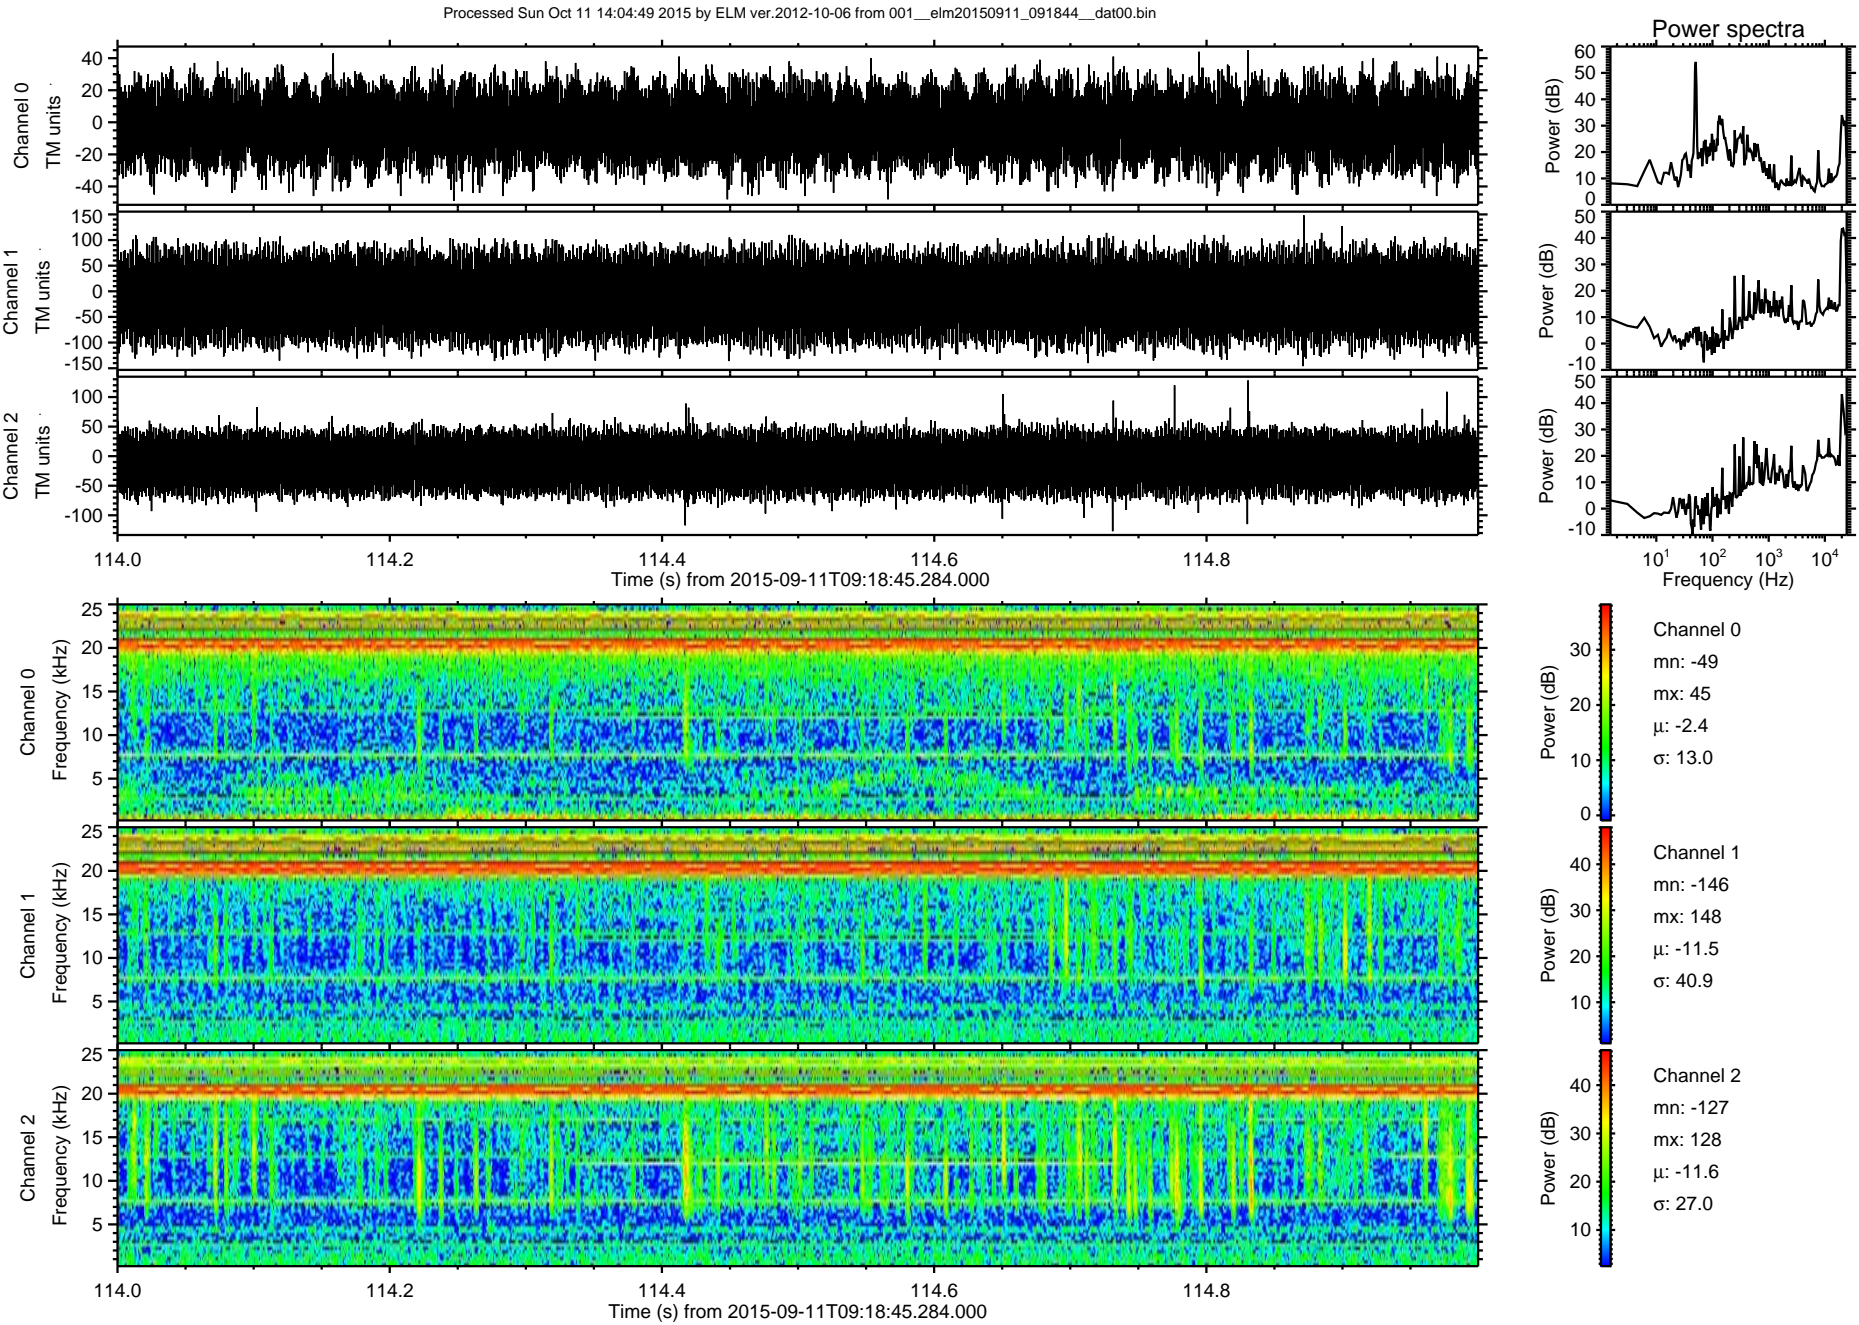 Processed Sun Oct 11 14:04:49 2015 by ELM ver.2012-10-06 from 001__elm20150911_091844__dat00.bin
Power spectra
Channel 0
TM units
40
20
0
-20
-40
Power (dB)
60
50
40
30
20
10
0
Channel 1
TM units
150
100
50
0
-50
-100
-150
Power (dB)
50
40
30
20
10
0
-10
Channel 2
TM units
100
50
0
-50
-100
Power (dB)
50
40
30
20
10
0
-10
114.0 114.2 114.4 114.6 114.8
Time (s) from 2015-09-11T09:18:45.284.000
10¹ 10² 10³ 10⁴
Frequency (Hz)
Channel 0
Frequency (kHz)
25
20
15
10
5
Power (dB)
30
20
10
0
Channel 0
mn: -49
mx: 45
μ: -2.4
σ: 13.0
Channel 1
Frequency (kHz)
25
20
15
10
5
Power (dB)
40
30
20
10
Channel 1
mn: -146
mx: 148
μ: -11.5
σ: 40.9
Channel 2
Frequency (kHz)
25
20
15
10
5
Power (dB)
40
30
20
10
Channel 2
mn: -127
mx: 128
μ: -11.6
σ: 27.0
114.0 114.2 114.4 114.6 114.8
Time (s) from 2015-09-11T09:18:45.284.000